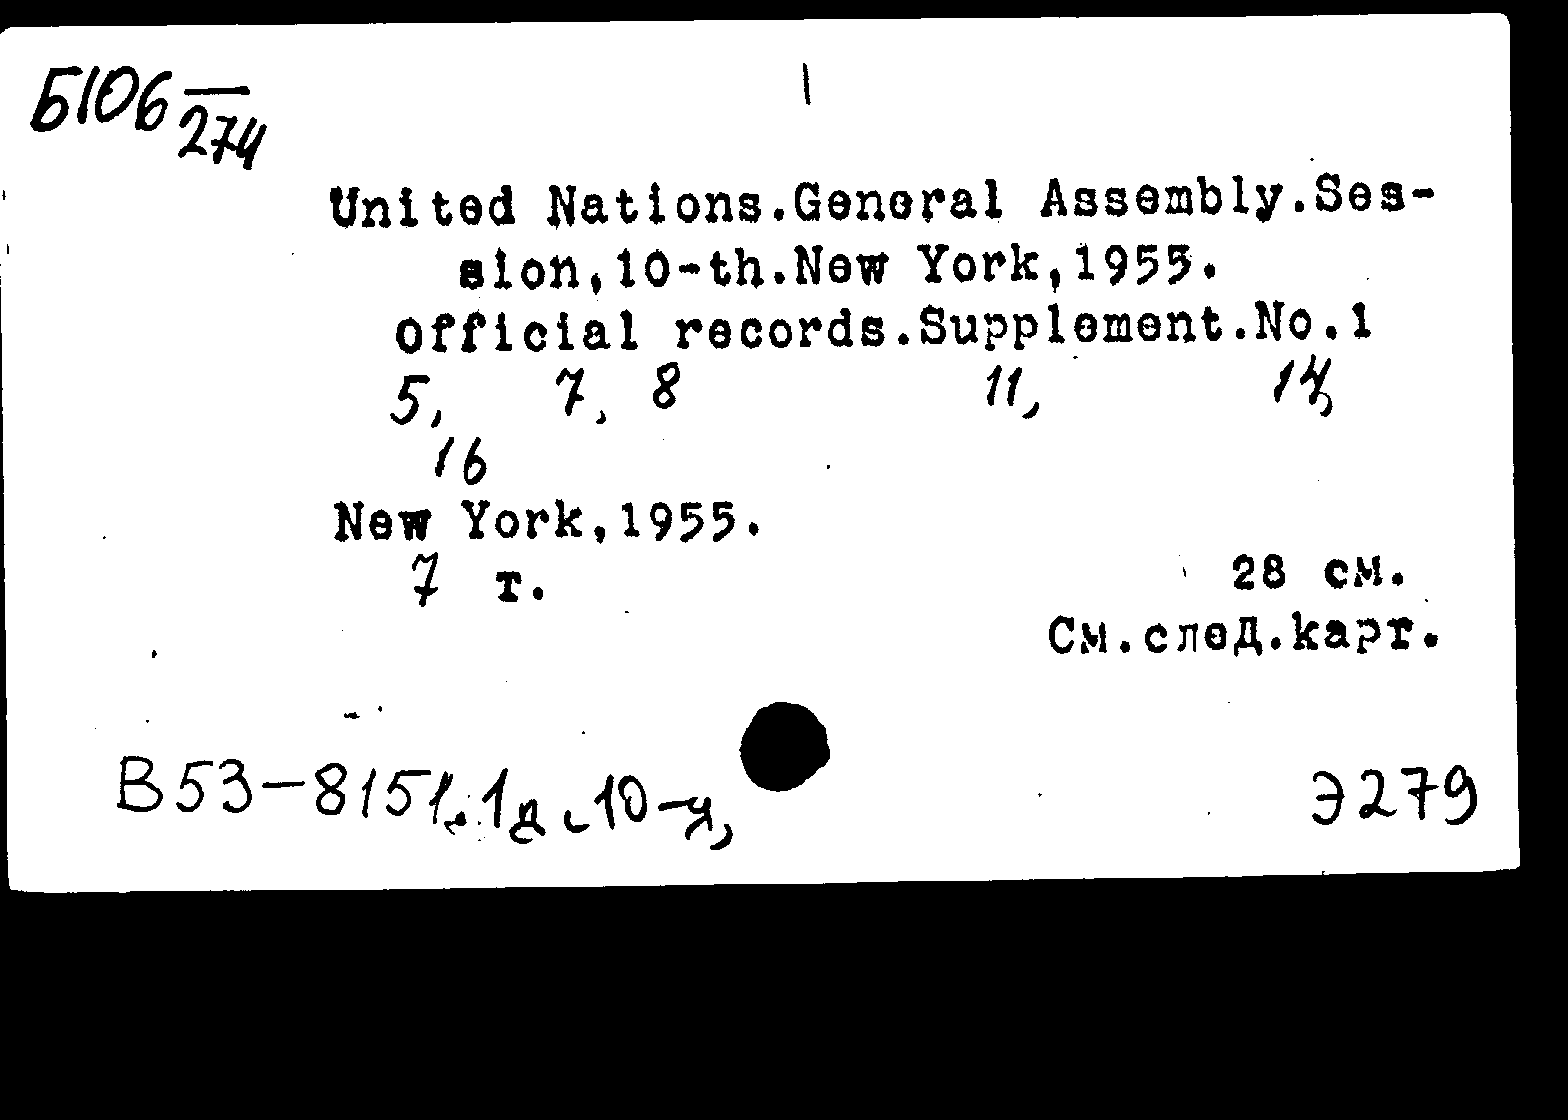 Б106 —/274
United Nations.General Assembly.Ses-
sion,10-th.New York,1955.
Official records.Supplement.No.1
5, 7, 8 11, 14,
16
New York,1955.
7 т. 28 см.
См.след.карт.
В53-8151. 10-я, Э279